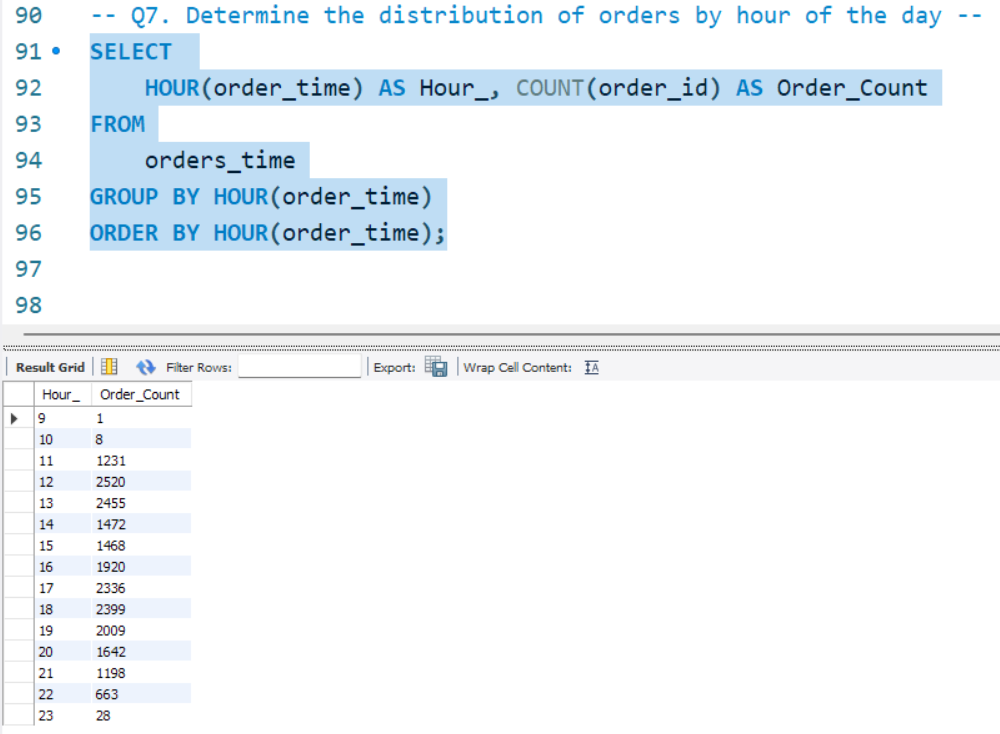 90 -- Q7. Determine the distribution of orders by hour of the day --
91 SELECT
92 HOUR(order_time) AS Hour_, COUNT(order_id) AS Order_Count
93 FROM
94 orders_time
95 GROUP BY HOUR(order_time)
96 ORDER BY HOUR(order_time);
97
98
Result Grid Filter Rows: Export: Wrap Cell Content: IA
Hour_ Order_Count
9 1
10 8
11 1231
12 2520
13 2455
14 1472
15 1468
16 1920
17 2336
18 2399
19 2009
20 1642
21 1198
22 663
23 28